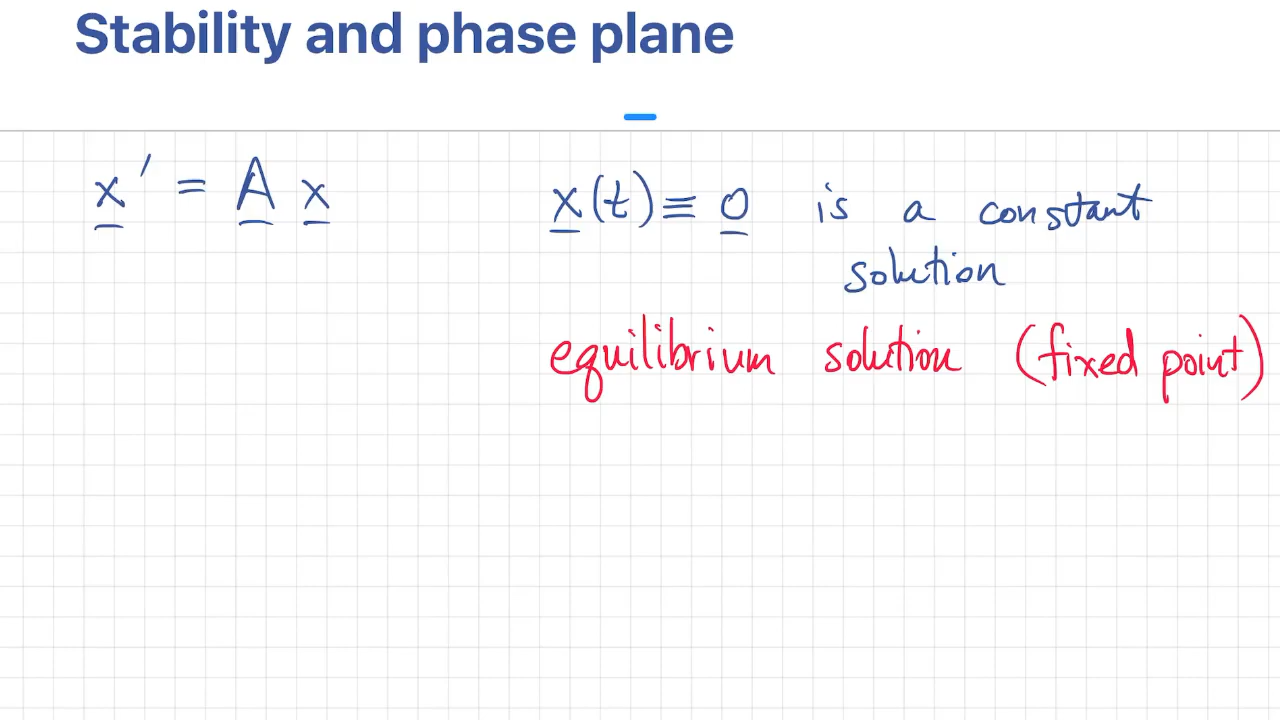 Stability and phase plane
x' = A x
x(t) ≡ 0 is a constant
solution
equilibrium solution (fixed point)